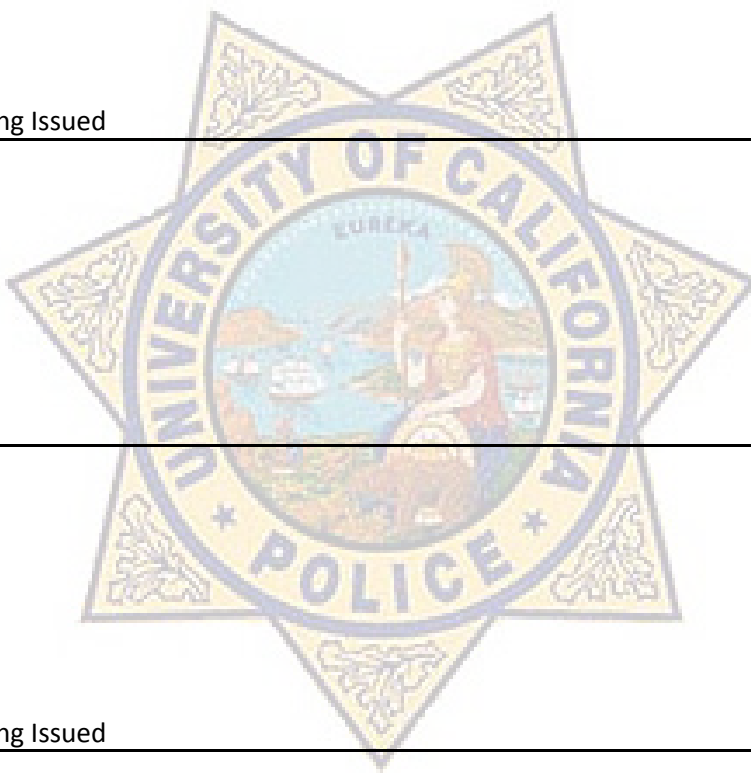 ng Issued
UNIVERSITY OF CALIFORNIA
EUREKA
POLICE
ng Issued